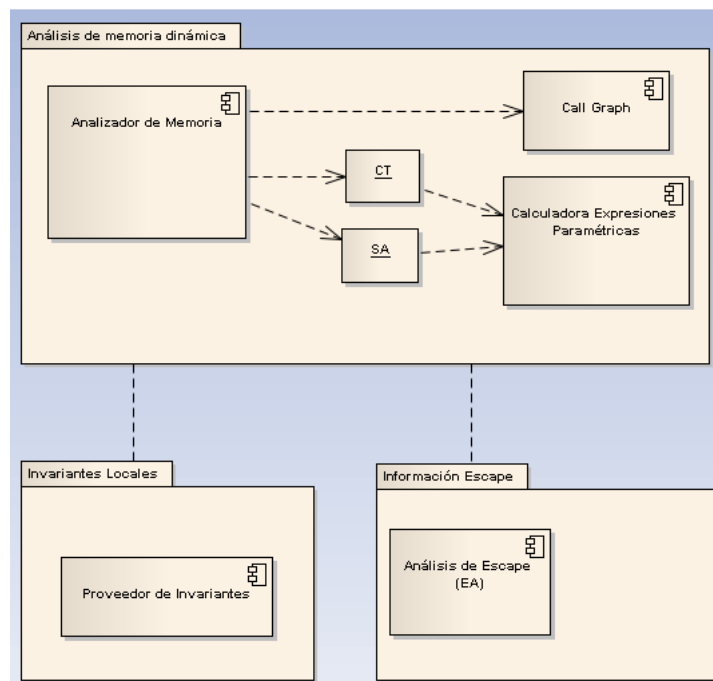 Análisis de memoria dinámica
Analizador de Memoria
Call Graph
CT
Calculadora Expresiones
Paramétricas
SA
Invariantes Locales
Proveedor de Invariantes
Información Escape
Análisis de Escape
(EA)